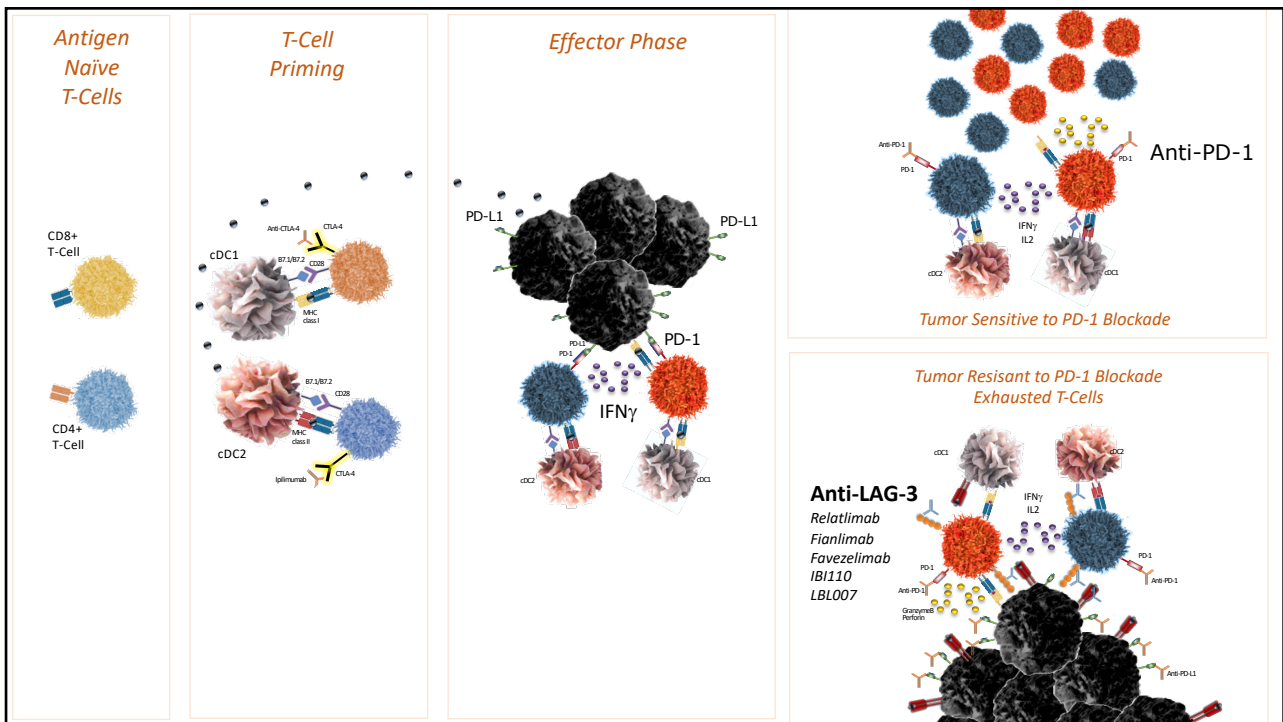 Antigen
Naïve
T-Cells
CD8+
T-Cell
CD4+
T-Cell
T-Cell
Priming
cDC1
Anti-CTLA-4
CTLA-4
B7.1/B7.2
CD28
MHC
class I
B7.1/B7.2
CD28
MHC
class II
cDC2
CTLA-4
Ipilimumab
Effector Phase
PD-L1
PD-L1
PD-L1
PD-1
PD-1
IFNγ
cDC2
cDC1
Anti-PD-1
PD-1
PD-1
Anti-PD-1
IFNγ
IL2
cDC2
cDC1
Tumor Sensitive to PD-1 Blockade
Tumor Resisant to PD-1 Blockade
Exhausted T-Cells
cDC1
cDC2
Anti-LAG-3
Relatlimab
Fianlimab
Favezelimab
IBI110
LBL007
IFNγ
IL2
PD-1
Anti-PD-1
PD-1
Anti-PD-1
GranzymeB
Perforin
Anti-PD-L1